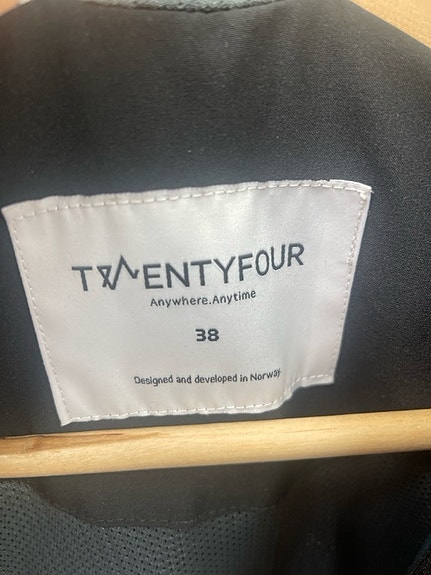 TWENTYFOUR
Anywhere.Anytime
38
Designed and developed in Norway.